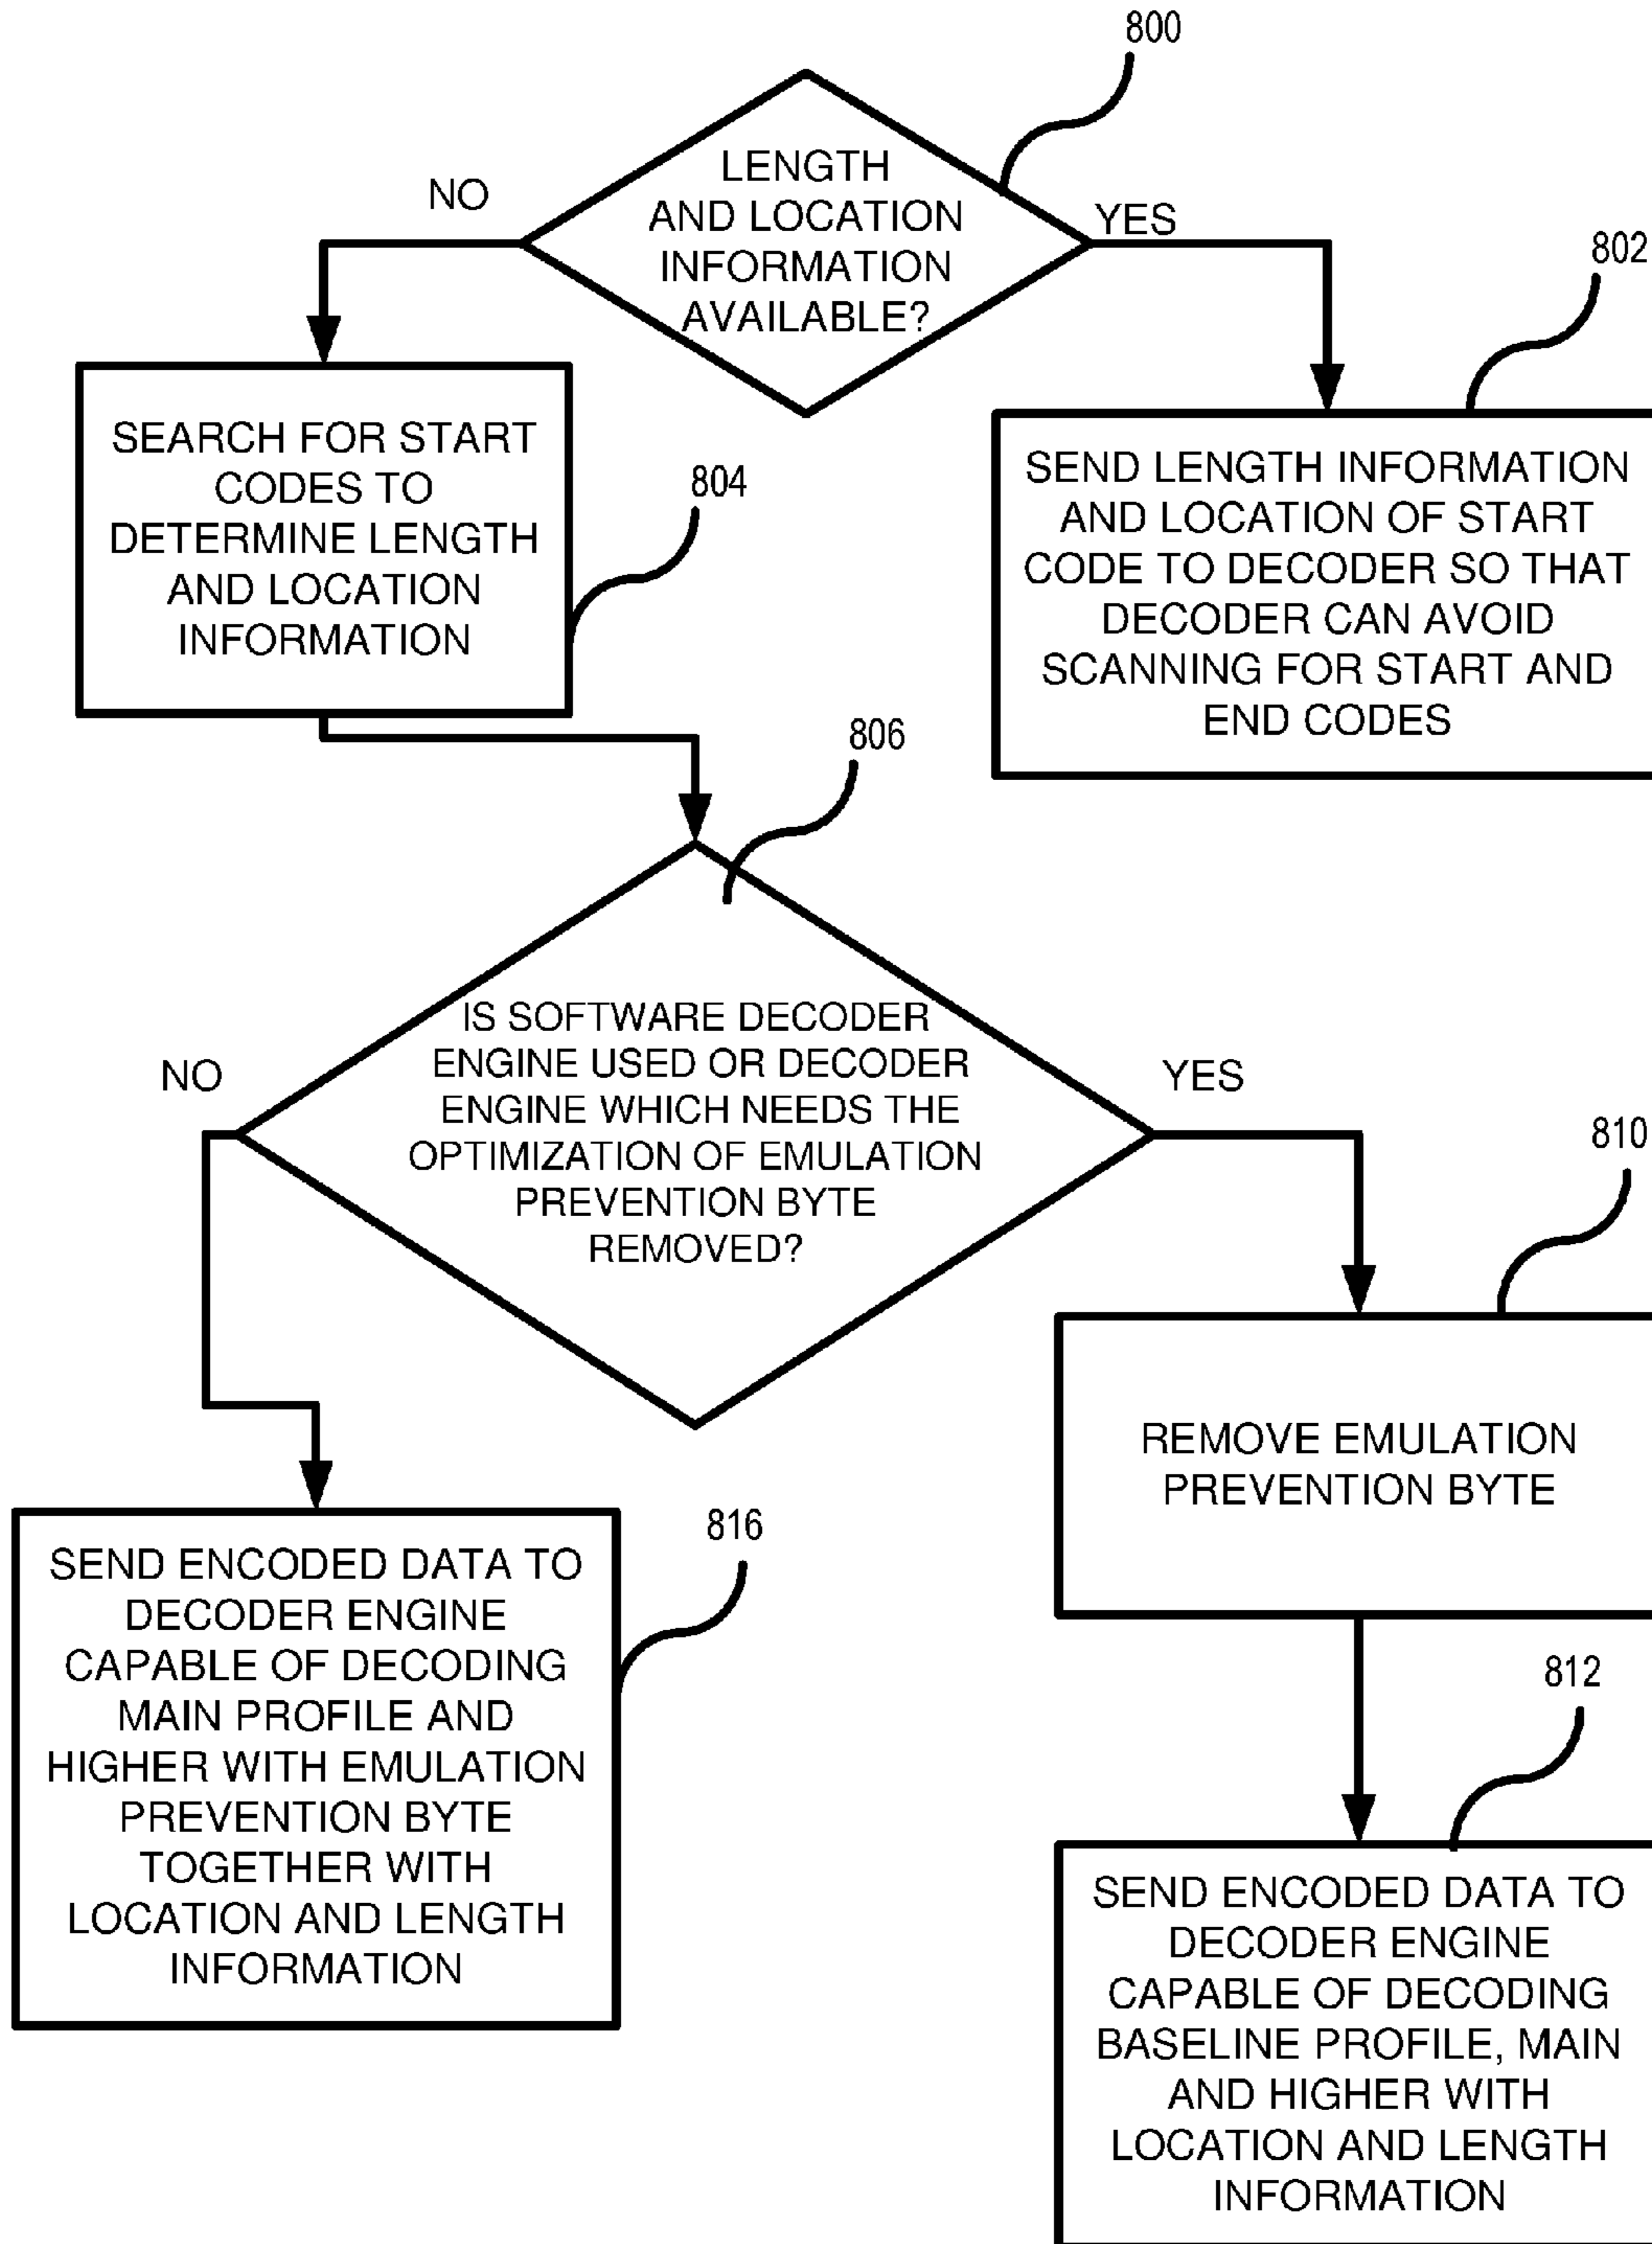 800
LENGTH
AND LOCATION
INFORMATION
AVAILABLE?
NO
YES
802
SEND LENGTH INFORMATION
AND LOCATION OF START
CODE TO DECODER SO THAT
DECODER CAN AVOID
SCANNING FOR START AND
END CODES
SEARCH FOR START
CODES TO
DETERMINE LENGTH
AND LOCATION
INFORMATION
804
806
IS SOFTWARE DECODER
ENGINE USED OR DECODER
ENGINE WHICH NEEDS THE
OPTIMIZATION OF EMULATION
PREVENTION BYTE
REMOVED?
NO
YES
810
REMOVE EMULATION
PREVENTION BYTE
816
SEND ENCODED DATA TO
DECODER ENGINE
CAPABLE OF DECODING
MAIN PROFILE AND
HIGHER WITH EMULATION
PREVENTION BYTE
TOGETHER WITH
LOCATION AND LENGTH
INFORMATION
812
SEND ENCODED DATA TO
DECODER ENGINE
CAPABLE OF DECODING
BASELINE PROFILE, MAIN
AND HIGHER WITH
LOCATION AND LENGTH
INFORMATION